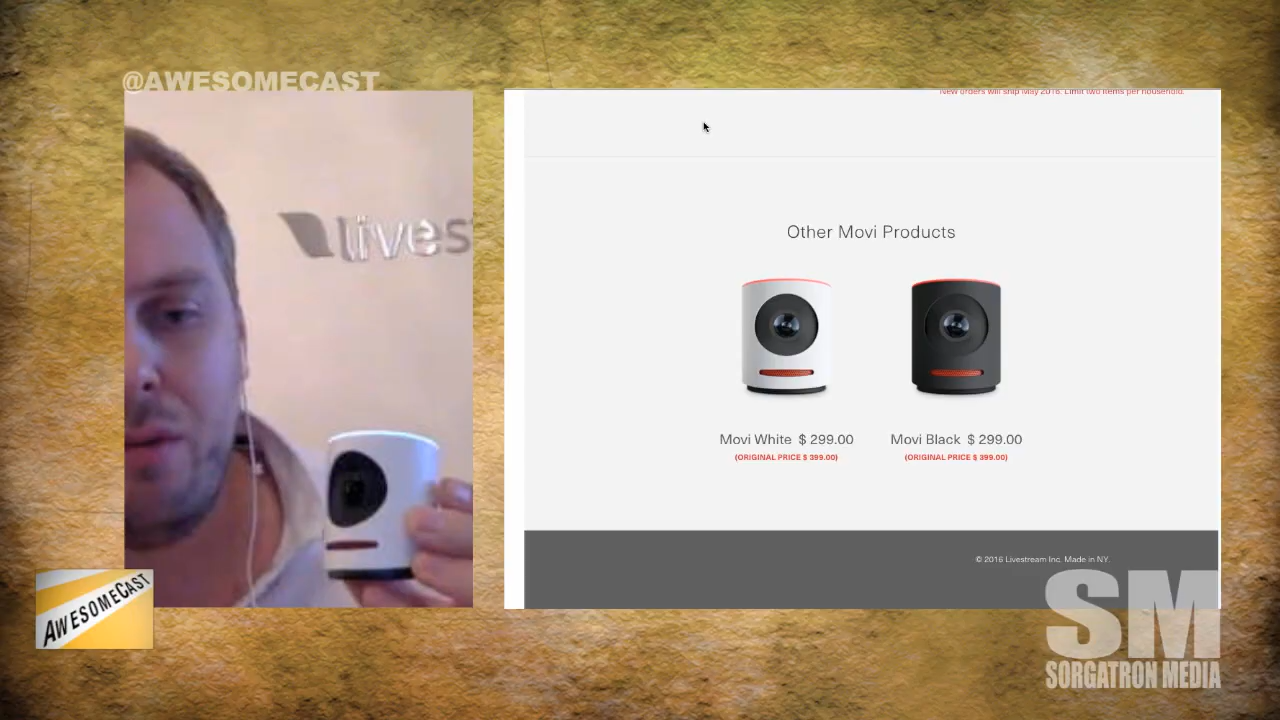 @AWESOMECAST
New orders will ship May 2016. Limit two items per household.
lives
Other Movi Products
Movi White $ 299.00
(ORIGINAL PRICE $ 399.00)
Movi Black $ 299.00
(ORIGINAL PRICE $ 399.00)
© 2016 Livestream Inc. Made in NY.
AWESOMECAST
SM
SORGATRON MEDIA